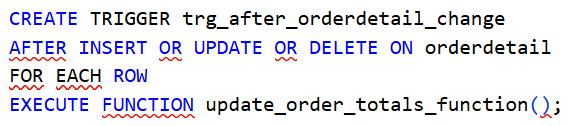 CREATE TRIGGER trg_after_orderdetail_change
AFTER INSERT OR UPDATE OR DELETE ON orderdetail
FOR EACH ROW
EXECUTE FUNCTION update_order_totals_function();